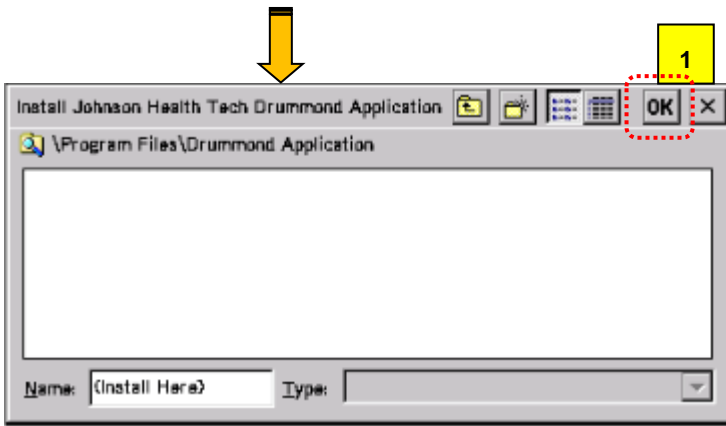 1
Install Johnson Health Tech Drummond Application OK ×
\Program Files\Drummond Application
Name: (Install Here) Type: